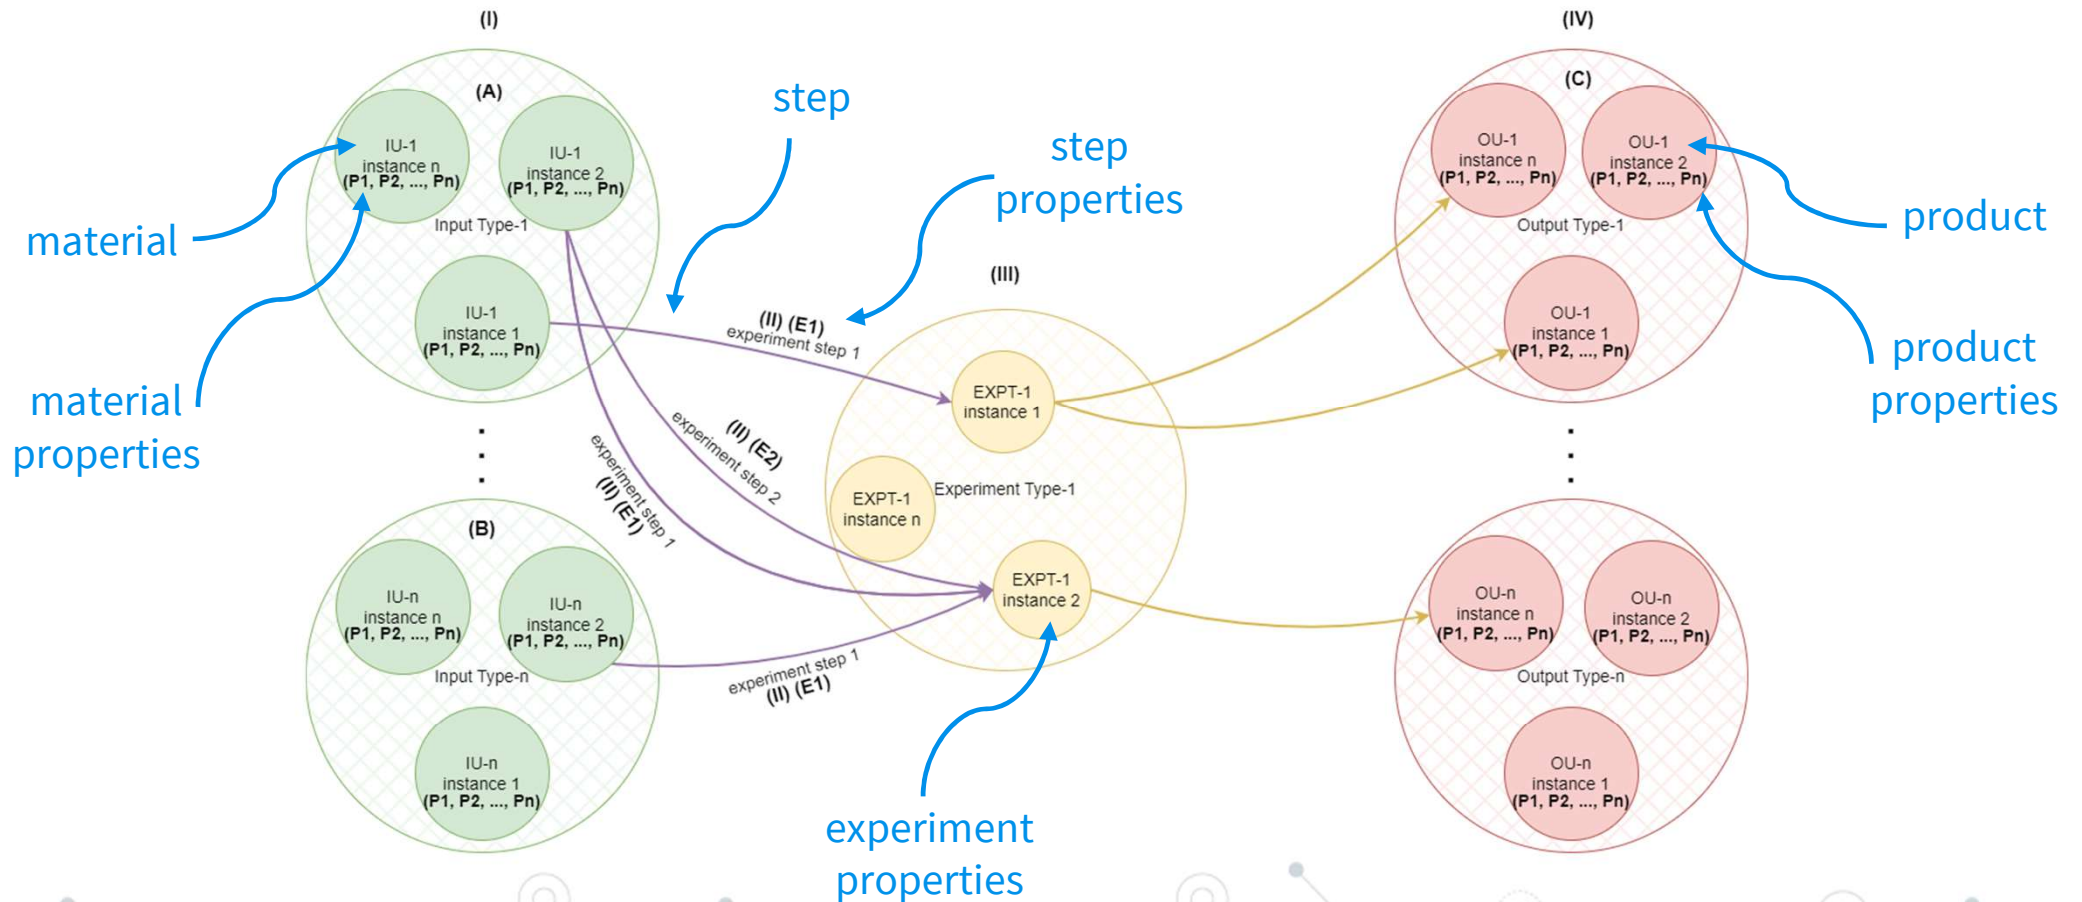 (I)
(A)
IU-1
instance n
(P1, P2, ..., Pn)
IU-1
instance 2
(P1, P2, ..., Pn)
Input Type-1
IU-1
instance 1
(P1, P2, ..., Pn)
material
material
properties
(B)
IU-n
instance n
(P1, P2, ..., Pn)
IU-n
instance 2
(P1, P2, ..., Pn)
Input Type-n
IU-n
instance 1
(P1, P2, ..., Pn)
step
step
properties
(II) (E1)
experiment step 1
(II) (E2)
experiment step 2
experiment step 1
(II) (E1)
experiment step 1
(II) (E1)
(III)
EXPT-1
instance 1
EXPT-1
instance n
Experiment Type-1
EXPT-1
instance 2
experiment
properties
(IV)
(C)
OU-1
instance n
(P1, P2, ..., Pn)
OU-1
instance 2
(P1, P2, ..., Pn)
Output Type-1
OU-1
instance 1
(P1, P2, ..., Pn)
product
product
properties
OU-n
instance n
(P1, P2, ..., Pn)
OU-n
instance 2
(P1, P2, ..., Pn)
Output Type-n
OU-n
instance 1
(P1, P2, ..., Pn)